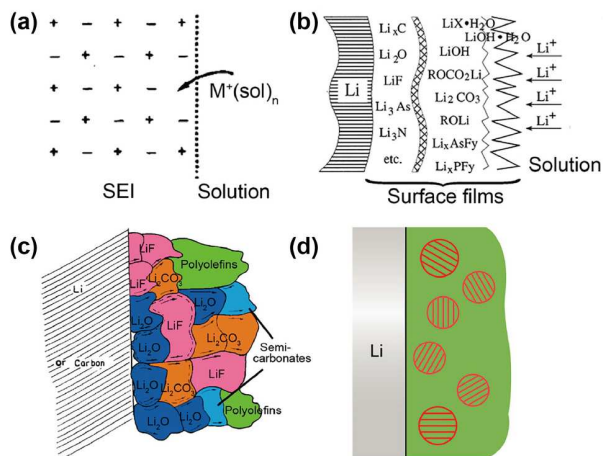 (a)
+ - + - +
- + - + -
+ - + - +
- + - + -
+ - + - +
- + - + -
M⁺(sol)ₙ
SEI
Solution
(b)
Li
LiₓC
Li₂O
LiF
Li₃As
Li₃N
etc.
LiX•H₂O
LiOH•H₂O
LiOH
ROCO₂Li
Li₂CO₃
ROLi
LiₓAsFy
LiₓPFy
Li⁺
Li⁺
Li⁺
Li⁺
Solution
Surface films
(c)
Li
or Carbon
LiF
LiF
Li₂CO₃
Polyolefins
Li₂O
LiF
Li₂O
Li₂O
Li₂CO₃
Semi-
carbonates
Li₂O
Li₂CO₃
LiF
Li₂O
Li₂O
Polyolefins
(d)
Li